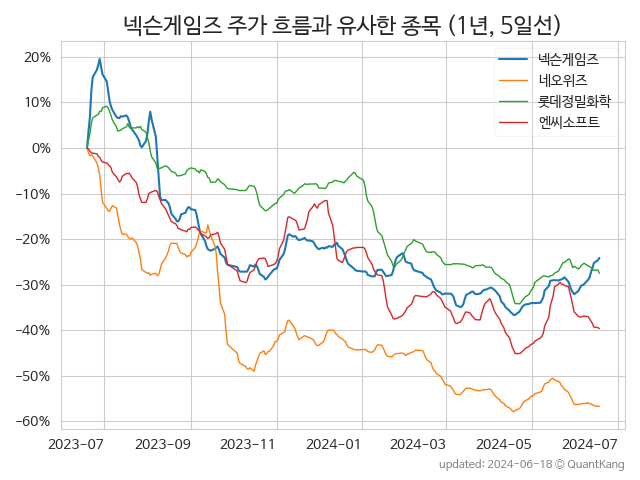 넥슨게임즈 주가 흐름과 유사한 종목 (1년, 5일선)
넥슨게임즈
네오위즈
롯데정밀화학
엔씨소프트
20%
10%
0%
−10%
−20%
−30%
−40%
−50%
−60%
2023-07 2023-09 2023-11 2024-01 2024-03 2024-05 2024-07
updated: 2024-06-18 © QuantKang